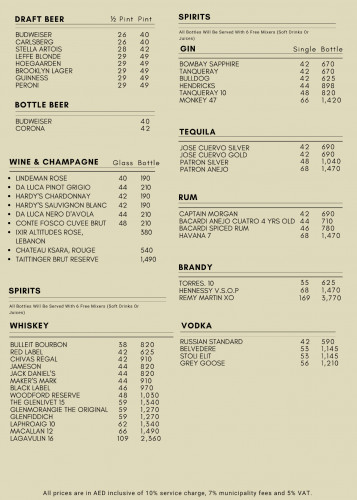 DRAFT BEER ½ Pint Pint
BUDWEISER 26 40
CARLSBERG 26 40
STELLA ARTOIS 28 42
LEFFE BLONDE 29 49
HOEGAARDEN 29 49
BROOKLYN LAGER 29 49
GUINNESS 29 49
PERONI 29 49
BOTTLE BEER
BUDWEISER 40
CORONA 42
WINE & CHAMPAGNE Glass Bottle
• LINDEMAN ROSE 40 190
• DA LUCA PINOT GRIGIO 44 210
• HARDY'S CHARDONNAY 42 190
• HARDY'S SAUVIGNON BLANC 42 190
• DA LUCA NERO D'AVOLA 44 210
• CONTE FOSCO CUVEE BRUT 48 210
• IXIR ALTITUDES ROSE, 380
LEBANON
• CHATEAU KSARA, ROUGE 540
• TAITTINGER BRUT RESERVE 1,490
SPIRITS
All Bottles Will Be Served With 6 Free Mixers (Soft Drinks Or
Juices)
WHISKEY
BULLEIT BOURBON 38 820
RED LABEL 42 625
CHIVAS REGAL 42 910
JAMESON 44 820
JACK DANIEL'S 44 820
MAKER'S MARK 44 910
BLACK LABEL 46 970
WOODFORD RESERVE 48 1,030
THE GLENLIVET 15 59 1,340
GLENMORANGIE THE ORIGINAL 59 1,270
GLENFIDDICH 59 1,270
LAPHROAIG 10 62 1,340
MACALLAN 12 66 1,490
LAGAVULIN 16 109 2,360
SPIRITS
All Bottles Will Be Served With 6 Free Mixers (Soft Drinks Or
Juices)
GIN Single Bottle
BOMBAY SAPPHIRE 42 670
TANQUERAY 42 670
BULLDOG 42 625
HENDRICKS 44 898
TANQUERAY 10 48 820
MONKEY 47 66 1,420
TEQUILA
JOSE CUERVO SILVER 42 690
JOSE CUERVO GOLD 42 690
PATRON SILVER 48 1,040
PATRON ANEJO 68 1,470
RUM
CAPTAIN MORGAN 42 690
BACARDI ANEJO CUATRO 4 YRS OLD 44 710
BACARDI SPICED RUM 46 780
HAVANA 7 68 1,470
BRANDY
TORRES. 10 35 625
HENNESSY V.S.O.P 68 1,470
REMY MARTIN XO 169 3,770
VODKA
RUSSIAN STANDARD 42 590
BELVEDERE 53 1,145
STOLI ELIT 53 1,145
GREY GOOSE 56 1,210
All prices are in AED inclusive of 10% service charge, 7% municipality fees and 5% VAT.